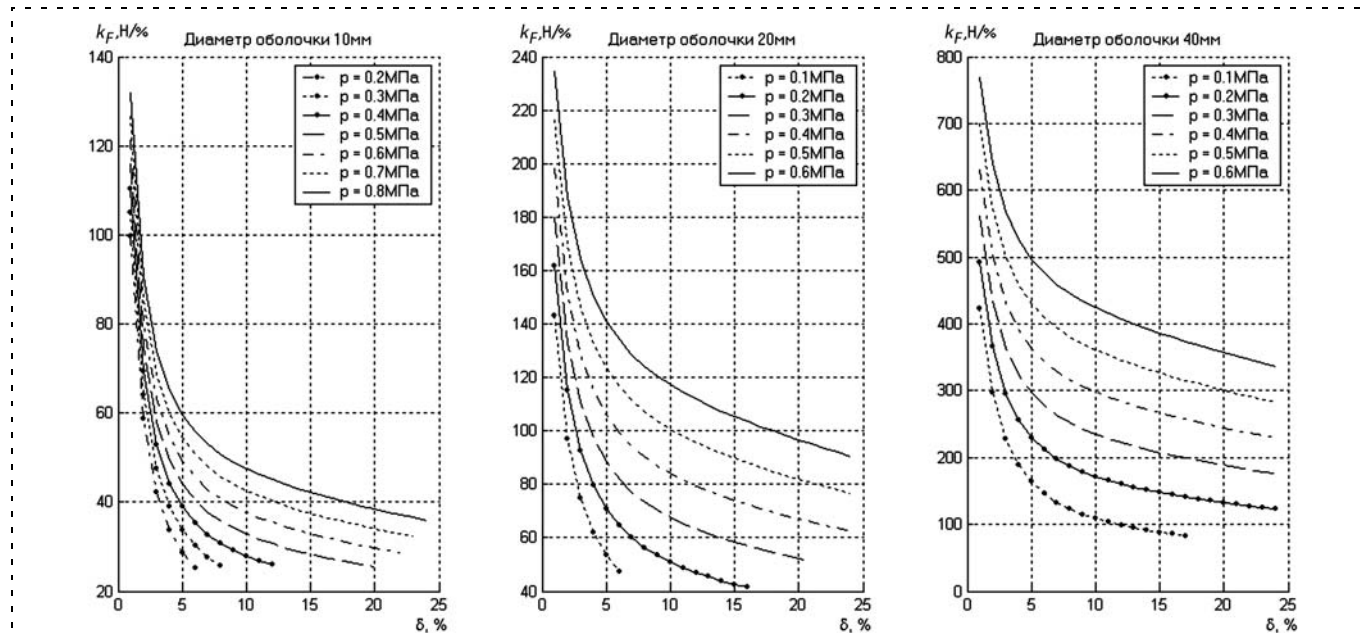 k_F,Н/% Диаметр оболочки 10мм
140
120
100
80
60
40
20
0 5 10 15 20 25
δ, %
p = 0.2МПа
p = 0.3МПа
p = 0.4МПа
p = 0.5МПа
p = 0.6МПа
p = 0.7МПа
p = 0.8МПа
k_F,Н/% Диаметр оболочки 20мм
240
220
200
180
160
140
120
100
80
60
40
0 5 10 15 20 25
δ, %
p = 0.1МПа
p = 0.2МПа
p = 0.3МПа
p = 0.4МПа
p = 0.5МПа
p = 0.6МПа
k_F,Н/% Диаметр оболочки 40мм
800
700
600
500
400
300
200
100
0
0 5 10 15 20 25
δ, %
p = 0.1МПа
p = 0.2МПа
p = 0.3МПа
p = 0.4МПа
p = 0.5МПа
p = 0.6МПа